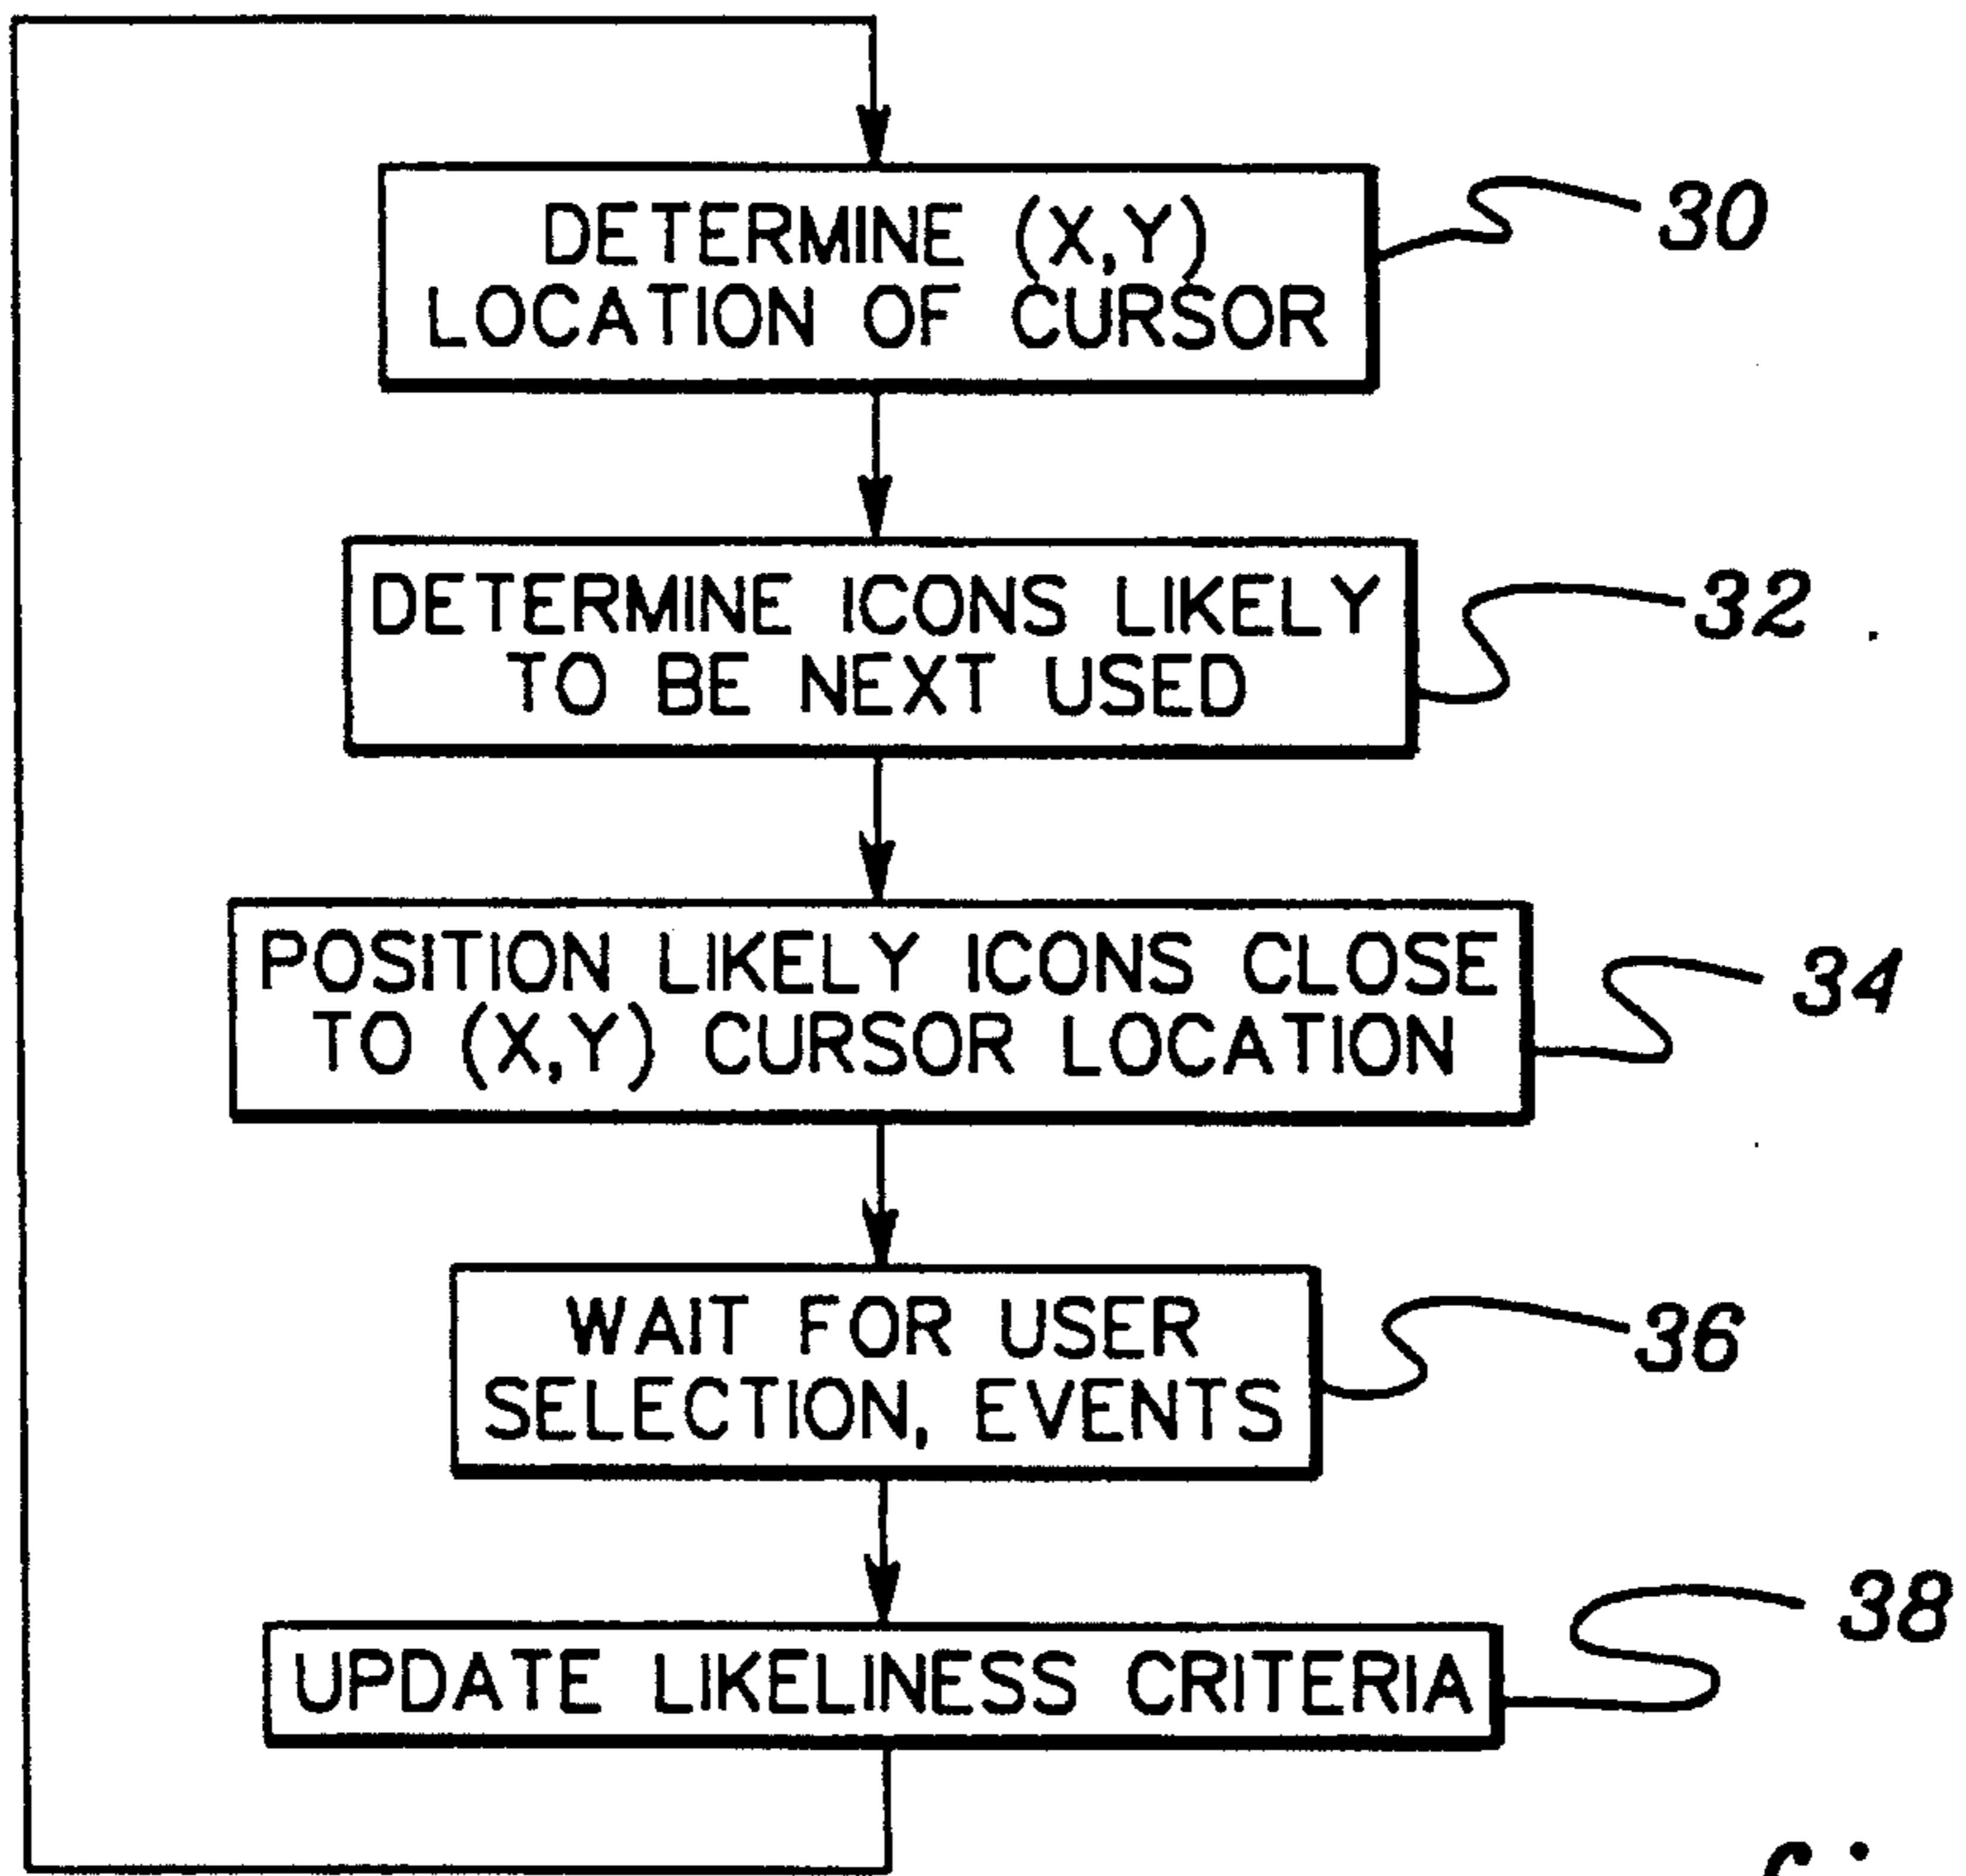 DETERMINE (X,Y)
LOCATION OF CURSOR
30
DETERMINE ICONS LIKELY
TO BE NEXT USED
32
POSITION LIKELY ICONS CLOSE
TO (X,Y) CURSOR LOCATION
34
WAIT FOR USER
SELECTION, EVENTS
36
UPDATE LIKELINESS CRITERIA
38